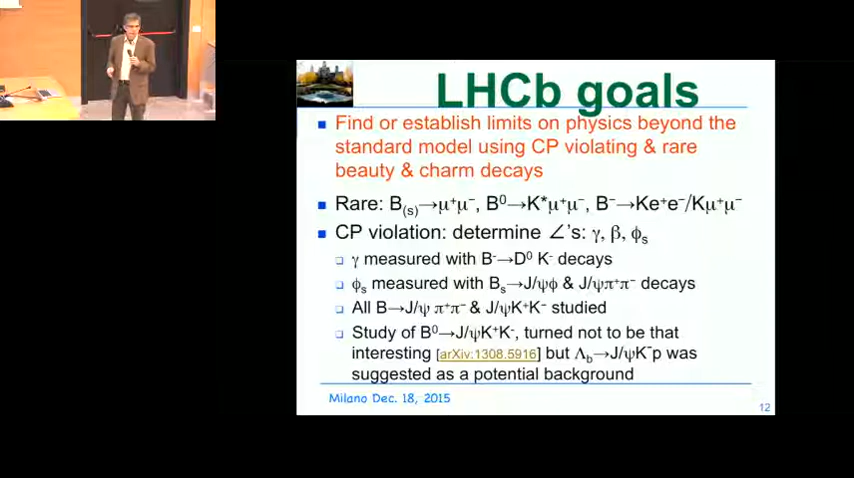 LHCb goals
Find or establish limits on physics beyond the
standard model using CP violating & rare
beauty & charm decays
Rare: B(s)→μ⁺μ⁻, B⁰→K*μ⁺μ⁻, B⁻→Ke⁺e⁻/Kμ⁺μ⁻
CP violation: determine ∠'s: γ, β, ϕs
γ measured with B⁻→D⁰ K⁻ decays
ϕs measured with Bs→J/ψϕ & J/ψπ⁺π⁻ decays
All B→J/ψ π⁺π⁻ & J/ψK⁺K⁻ studied
Study of B⁰→J/ψK⁺K⁻, turned not to be that
interesting [arXiv:1308.5916] but Λb→J/ψK⁻p was
suggested as a potential background
Milano Dec. 18, 2015
12